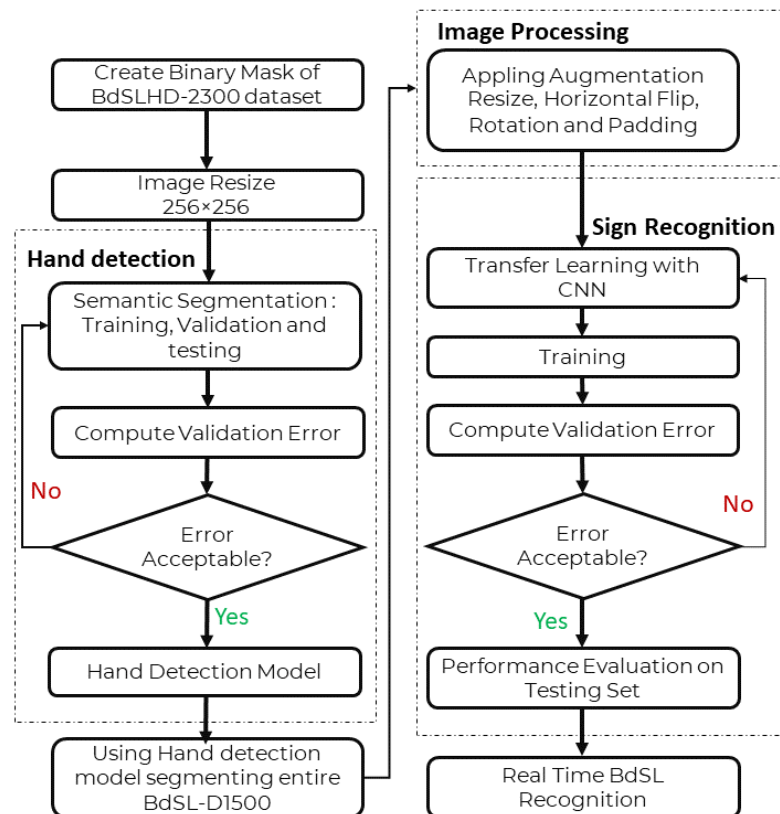 Create Binary Mask of
BdSLHD-2300 dataset
Image Resize
256×256
Hand detection
Semantic Segmentation :
Training, Validation and
testing
Compute Validation Error
No
Error
Acceptable?
Yes
Hand Detection Model
Using Hand detection
model segmenting entire
BdSL-D1500
Image Processing
Appling Augmentation
Resize, Horizontal Flip,
Rotation and Padding
Sign Recognition
Transfer Learning with
CNN
Training
Compute Validation Error
No
Error
Acceptable?
Yes
Performance Evaluation on
Testing Set
Real Time BdSL
Recognition